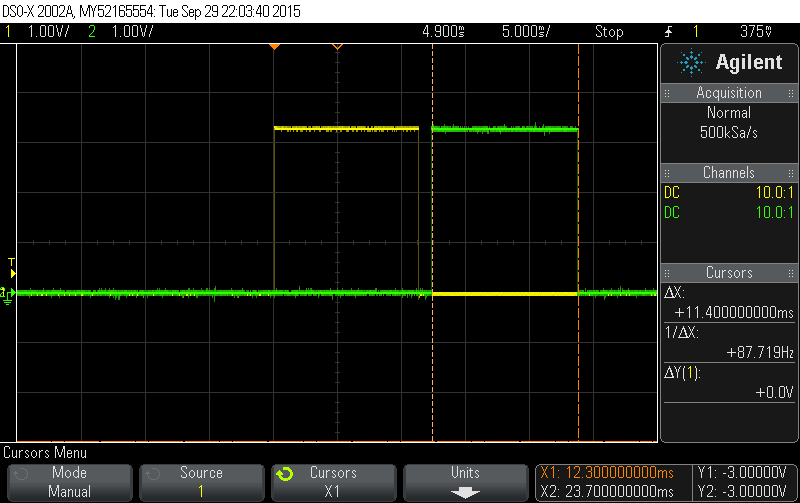 DSO-X 2002A, MY52165554: Tue Sep 29 22:03:40 2015
1 1.00V/ 2 1.00V/ 4.900s 5.000s/ Stop 1 375V
Agilent
Acquisition
Normal
500kSa/s
Channels
DC 10.0:1
DC 10.0:1
Cursors
ΔX:
+11.400000000ms
1/ΔX:
+87.719Hz
ΔY(1):
+0.0V
T
Cursors Menu
Mode
Manual
Source
1
Cursors
X1
Units
X1: 12.300000000ms
X2: 23.700000000ms
Y1: -3.00000V
Y2: -3.00000V